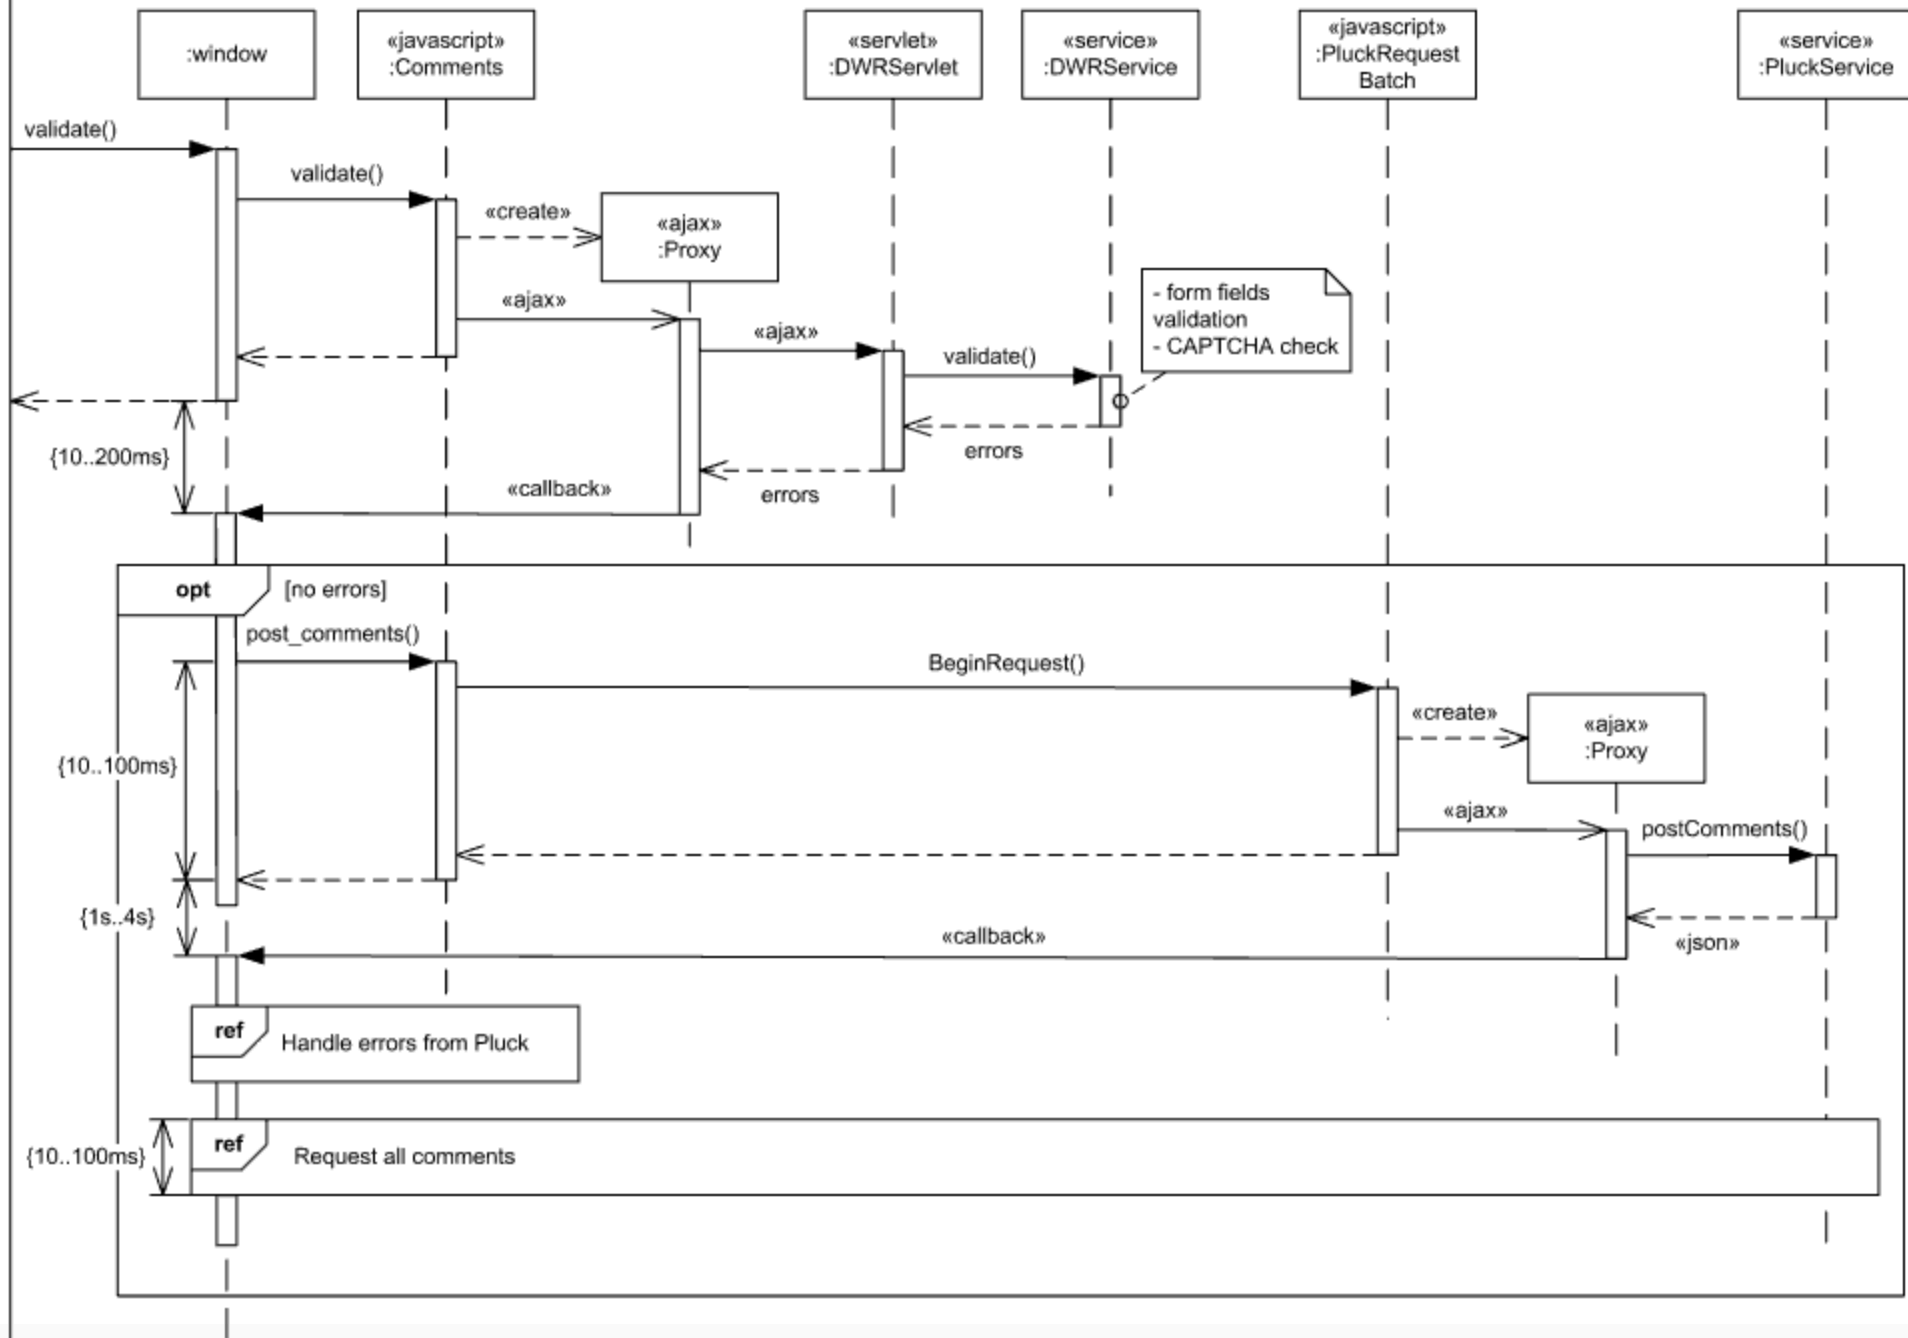 :window
«javascript»
:Comments
«servlet»
:DWRServlet
«service»
:DWRService
«javascript»
:PluckRequest
Batch
«service»
:PluckService
validate()
validate()
«create»
«ajax»
:Proxy
«ajax»
«ajax»
validate()
- form fields
validation
- CAPTCHA check
errors
errors
{10..200ms}
«callback»
opt
[no errors]
post_comments()
BeginRequest()
«create»
«ajax»
:Proxy
{10..100ms}
«ajax»
postComments()
«json»
{1s..4s}
«callback»
ref
Handle errors from Pluck
ref
Request all comments
{10..100ms}